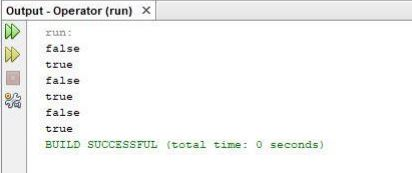 Output - Operator (run)
run:
false
true
false
true
false
true
BUILD SUCCESSFUL (total time: 0 seconds)